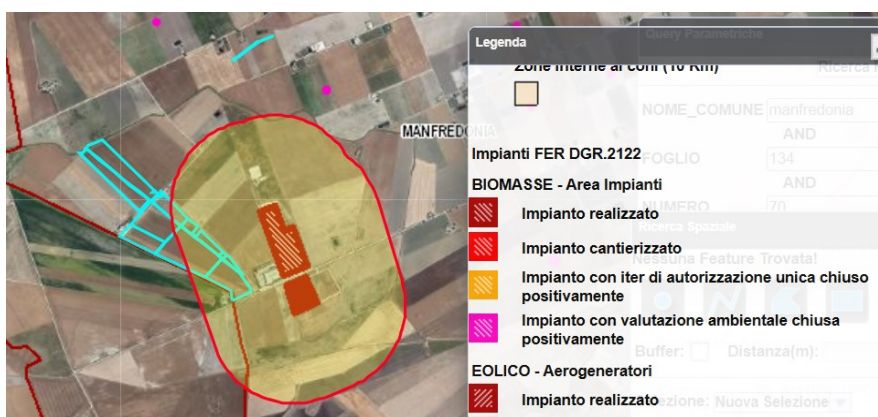 Legenda
Query Parametriche
Zone interne ai coni (10 Km)
Ricerca
NOME_COMUNE manfredonia
AND
MANFREDONIA
Impianti FER DGR.2122
FOGLIO 134
BIOMASSE - Area Impianti
AND
NUMERO 70
Impianto realizzato
Ricerca Spaziale
Impianto cantierizzato
Nessuna Feature Trovata!
Impianto con iter di autorizzazione unica chiuso
positivamente
Impianto con valutazione ambientale chiusa
positivamente
Buffer: Distanza(m):
EOLICO - Aerogeneratori
Impianto realizzato
Selezione: Nuova Selezione